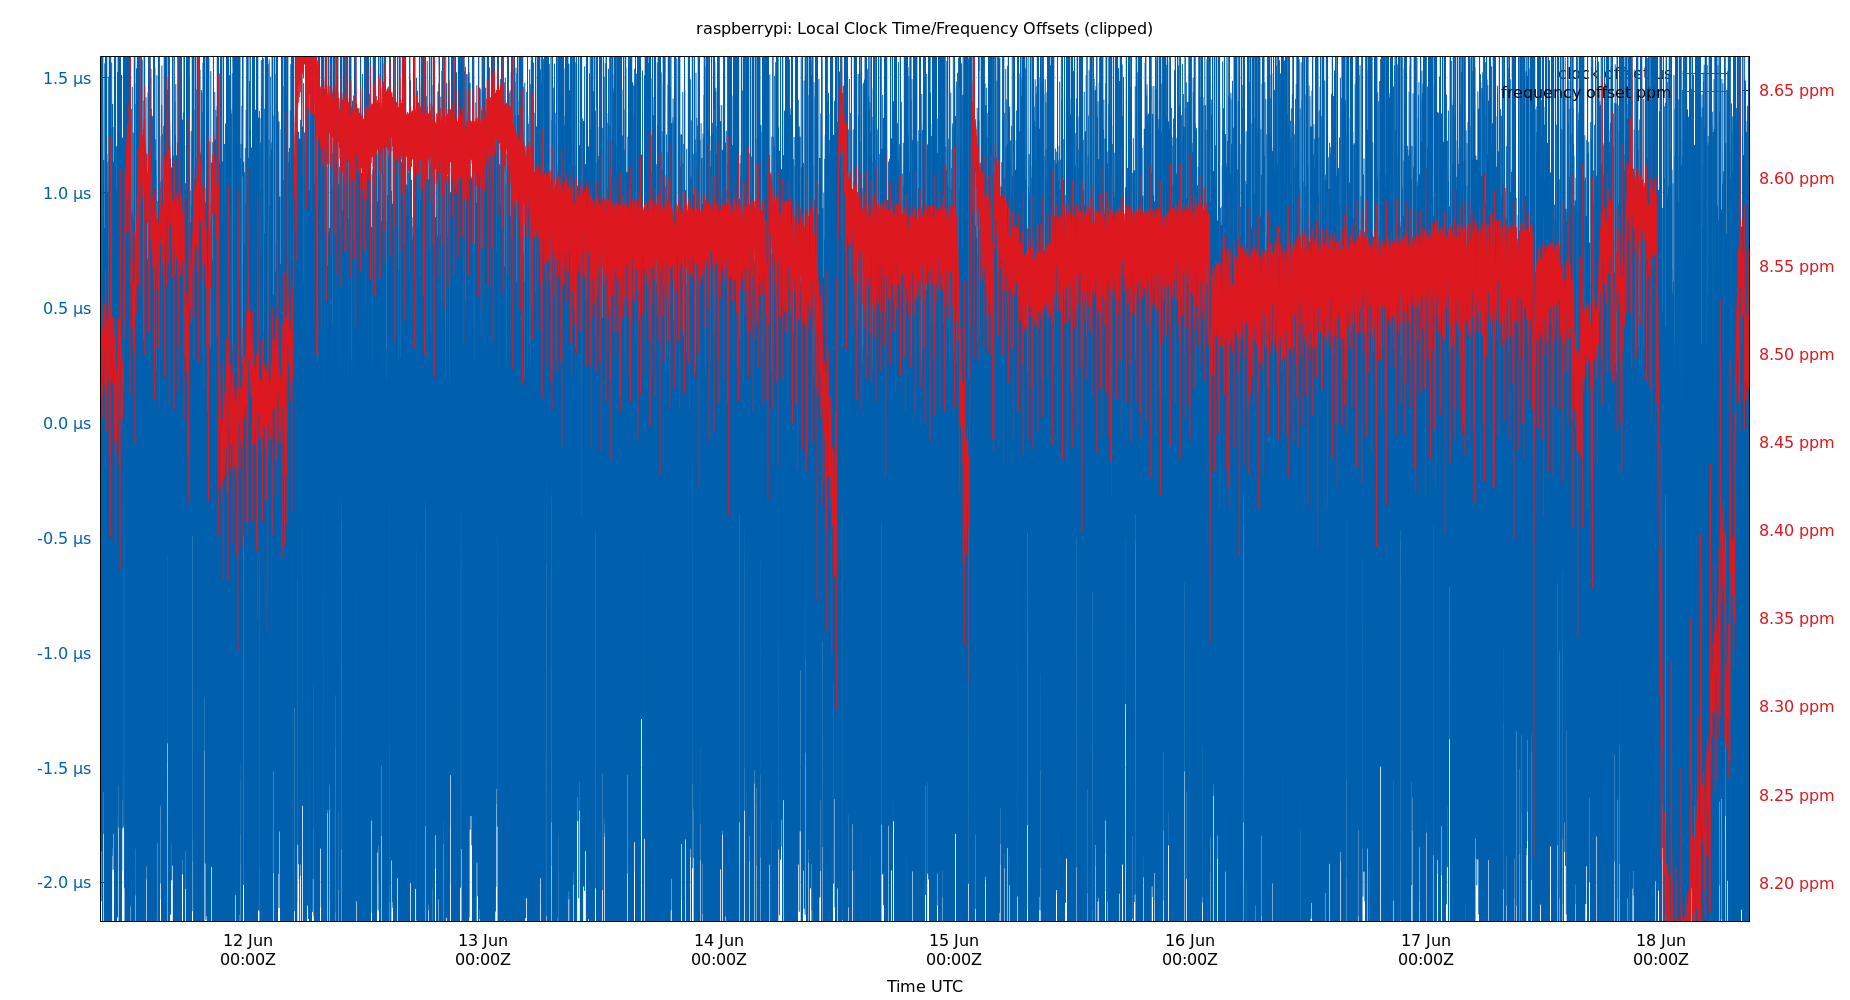 raspberrypi: Local Clock Time/Frequency Offsets (clipped)
clock offset us
frequency offset ppm
1.5 µs
1.0 µs
0.5 µs
0.0 µs
-0.5 µs
-1.0 µs
-1.5 µs
-2.0 µs
8.65 ppm
8.60 ppm
8.55 ppm
8.50 ppm
8.45 ppm
8.40 ppm
8.35 ppm
8.30 ppm
8.25 ppm
8.20 ppm
12 Jun
00:00Z
13 Jun
00:00Z
14 Jun
00:00Z
15 Jun
00:00Z
16 Jun
00:00Z
17 Jun
00:00Z
18 Jun
00:00Z
Time UTC